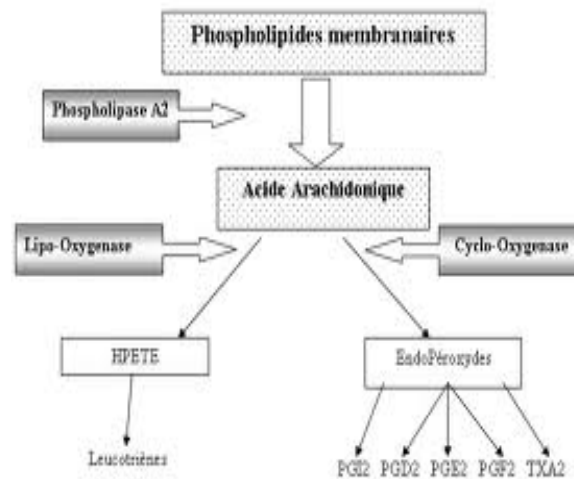 Phospholipides membranaires
Phospholipase A2
Acide Arachidonique
Lipo-Oxygenase
Cyclo-Oxygenase
HPETE
EndoPéroxydes
Leucotriènes
PGI2 PGD2 PGE2 PGF2 TXA2